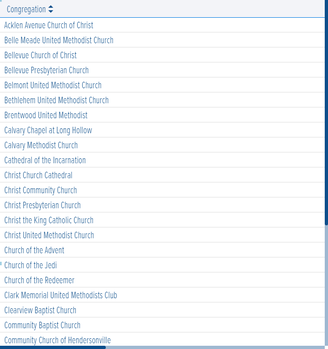 Congregation
Acklen Avenue Church of Christ
Belle Meade United Methodist Church
Bellevue Church of Christ
Bellevue Presbyterian Church
Belmont United Methodist Church
Bethlehem United Methodist Church
Brentwood United Methodist
Calvary Chapel at Long Hollow
Calvary Methodist Church
Cathedral of the Incarnation
Christ Church Cathedral
Christ Community Church
Christ Presbyterian Church
Christ the King Catholic Church
Christ United Methodist Church
Church of the Advent
Church of the Jedi
Church of the Redeemer
Clark Memorial United Methodists Club
Clearview Baptist Church
Community Baptist Church
Community Church of Hendersonville